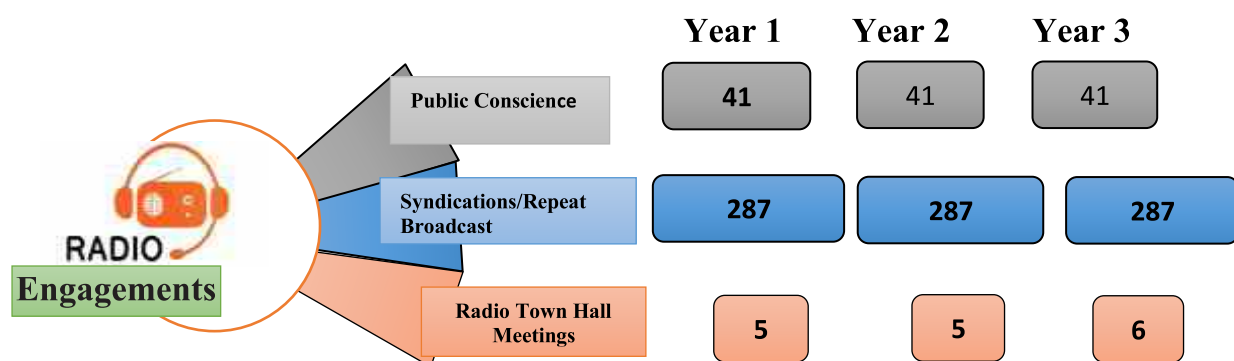 Year 1 Year 2 Year 3
Public Conscience 41 41 41
RADIO
Engagements
Syndications/Repeat
Broadcast
287 287 287
Radio Town Hall
Meetings
5 5 6